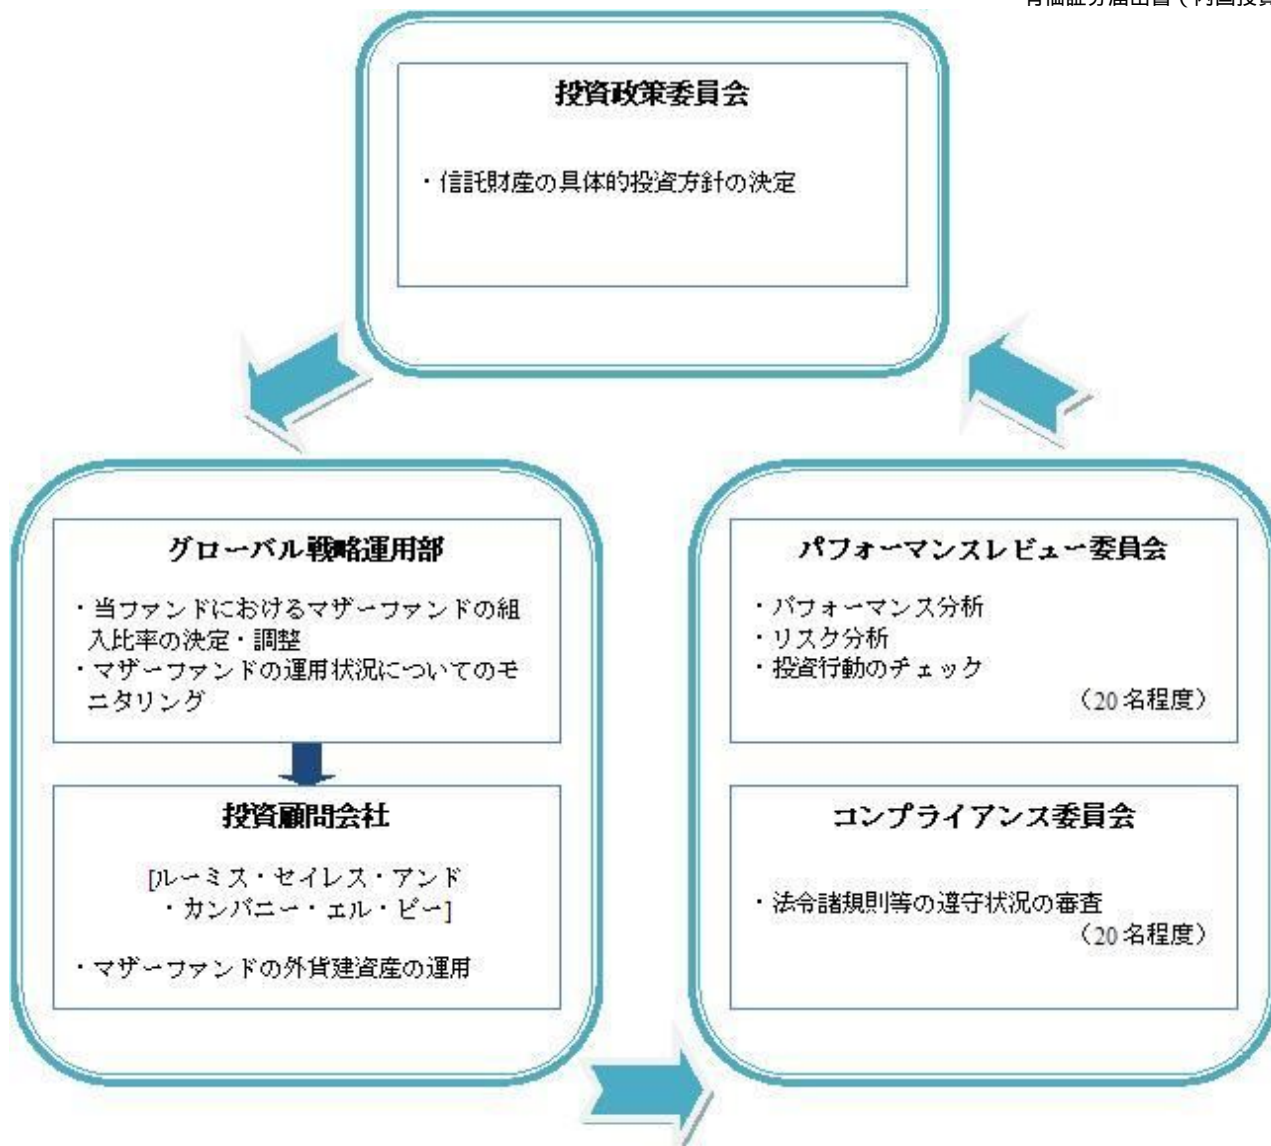 投資政策委員会
・信託財産の具体的投資方針の決定
グローバル戦略運用部
・当ファンドにおけるマザーファンドの組
入比率の決定・調整
・マザーファンドの運用状況についてのモ
ニタリング
投資顧問会社
[ルーミス・セイレス・アンド
・カンパニー・エル・ピー]
・マザーファンドの外貨建資産の運用
パフォーマンスレビュー委員会
・パフォーマンス分析
・リスク分析
・投資行動のチェック
（20名程度）
コンプライアンス委員会
・法令諸規則等の遵守状況の審査
（20名程度）